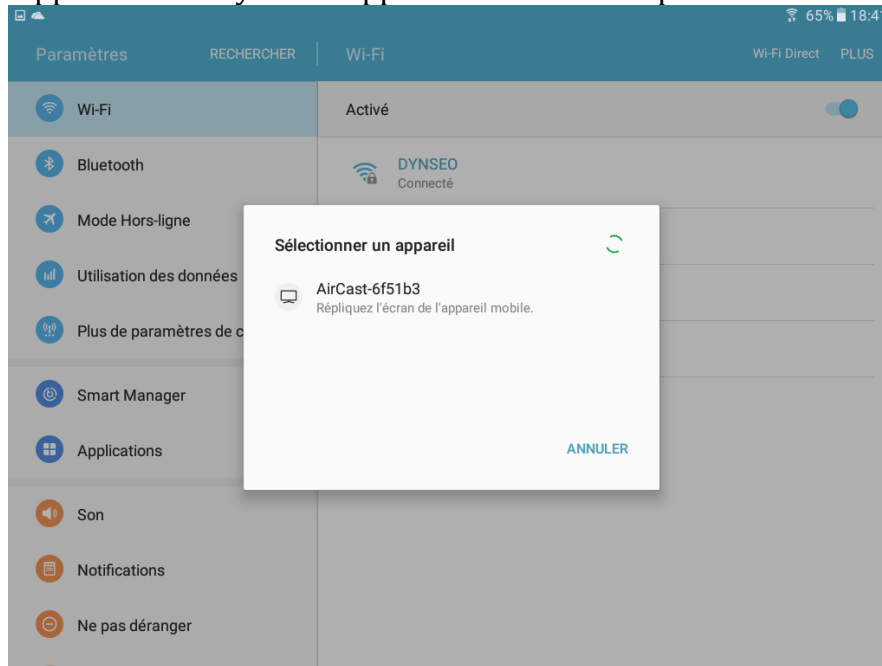 65% 18:41
Paramètres RECHERCHER Wi-Fi Wi-Fi Direct PLUS
Wi-Fi
Activé
Bluetooth
DYNSEO
Connecté
Mode Hors-ligne
Utilisation des données
Plus de paramètres de c
Sélectionner un appareil
AirCast-6f51b3
Répliquez l'écran de l'appareil mobile.
ANNULER
Smart Manager
Applications
Son
Notifications
Ne pas déranger